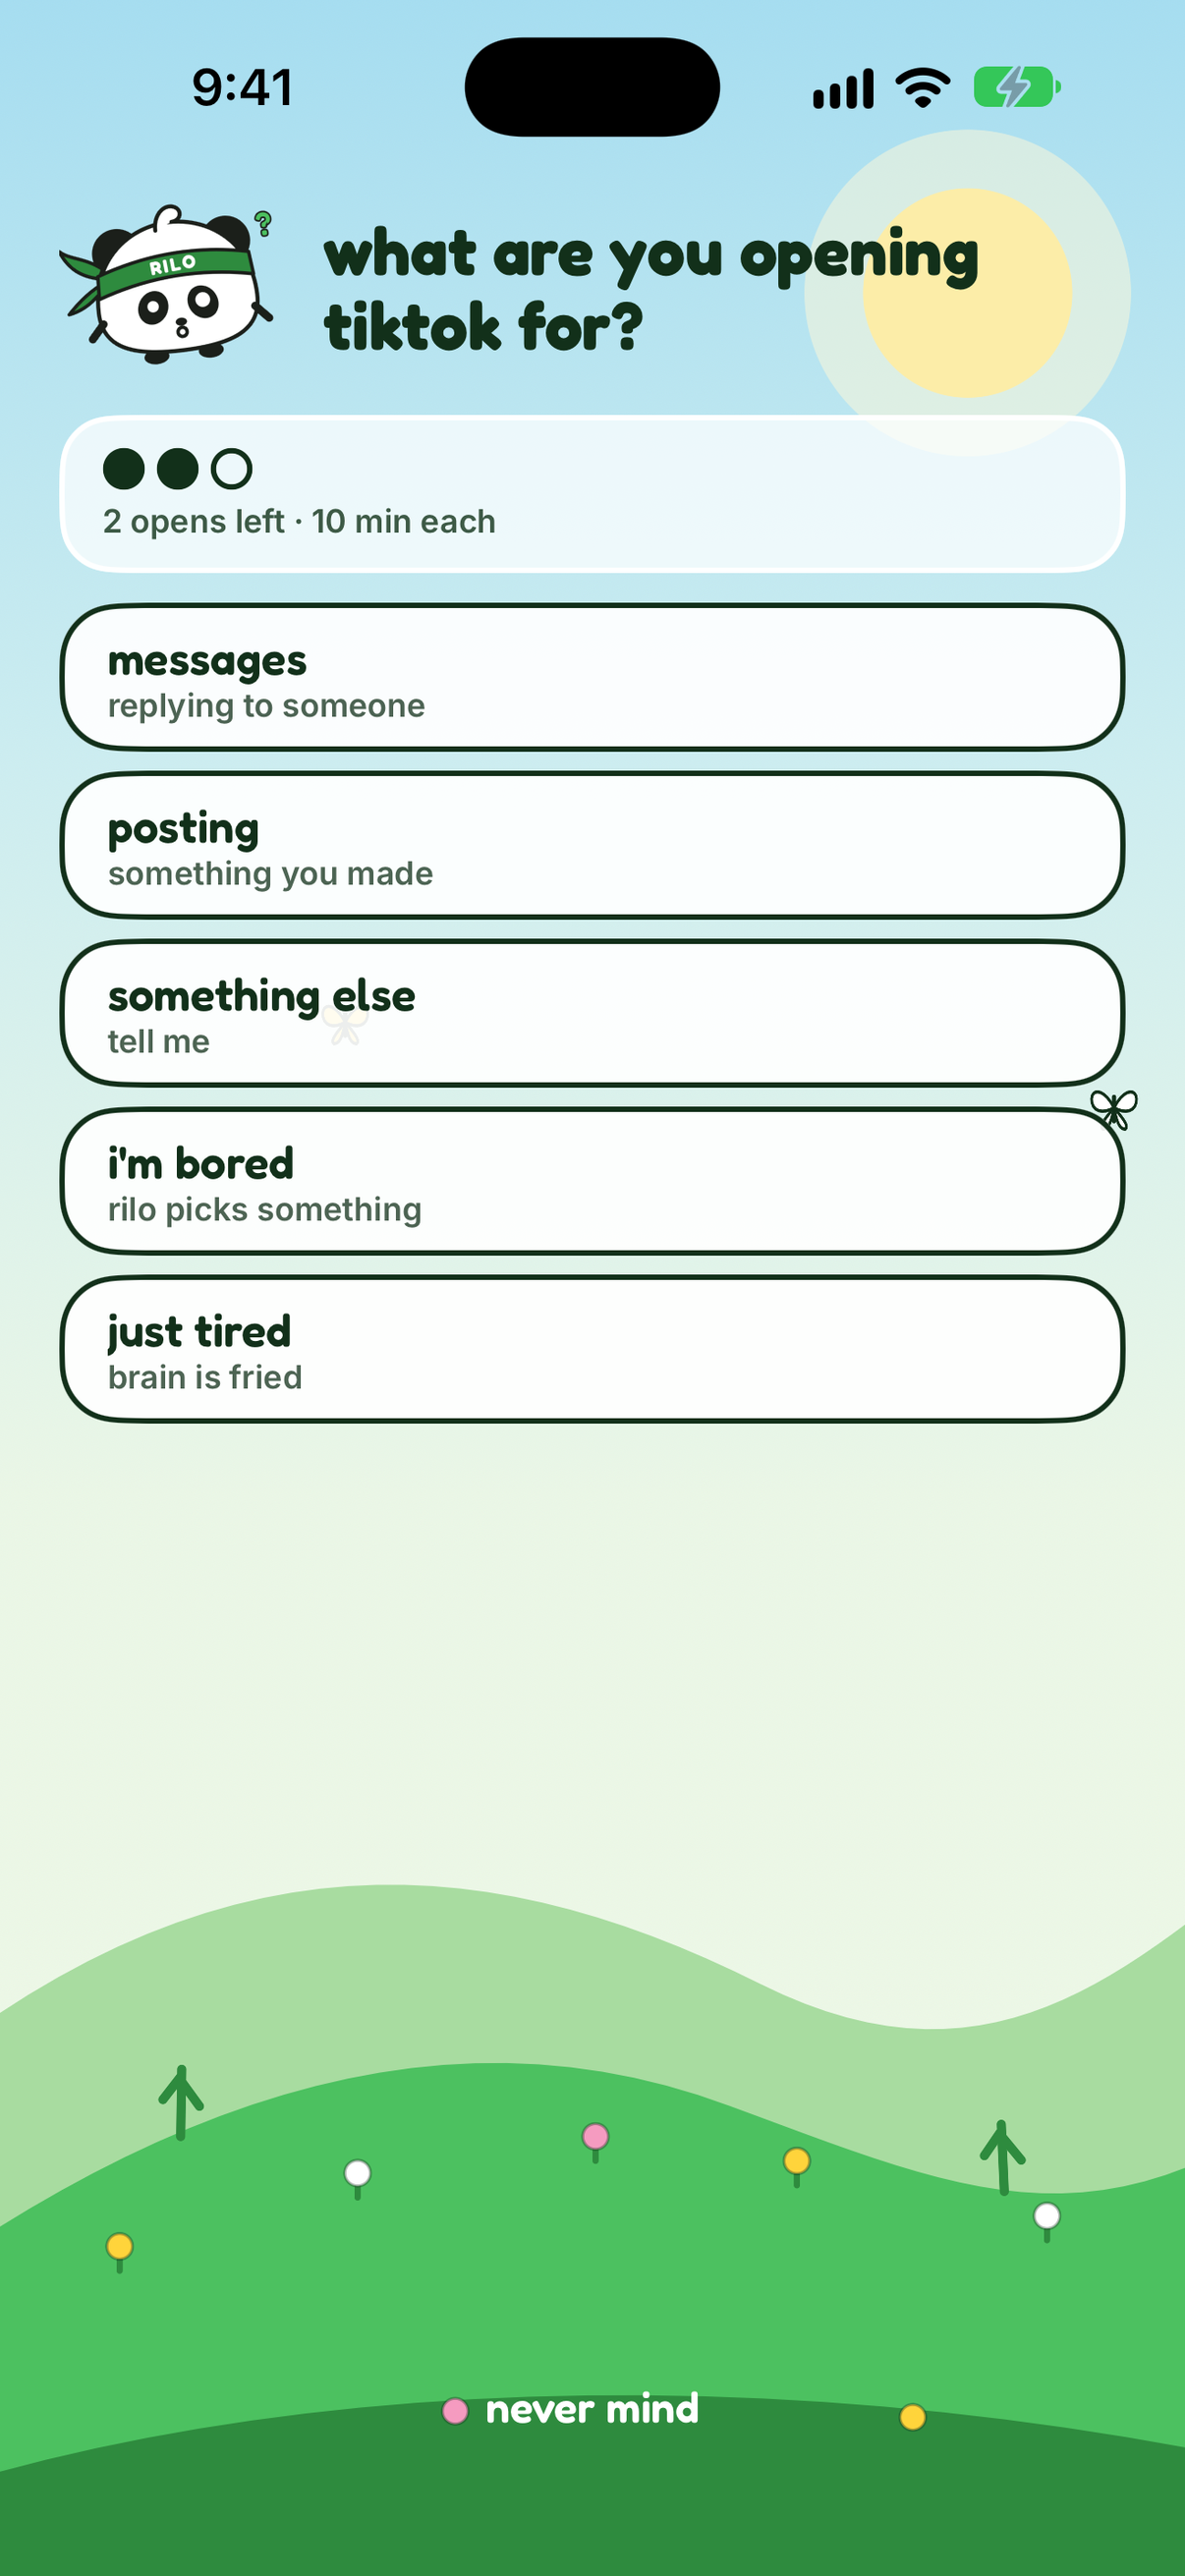 9:41
RILO
?
what are you opening
tiktok for?
2 opens left · 10 min each
messages
replying to someone
posting
something you made
something else
tell me
i'm bored
rilo picks something
just tired
brain is fried
never mind